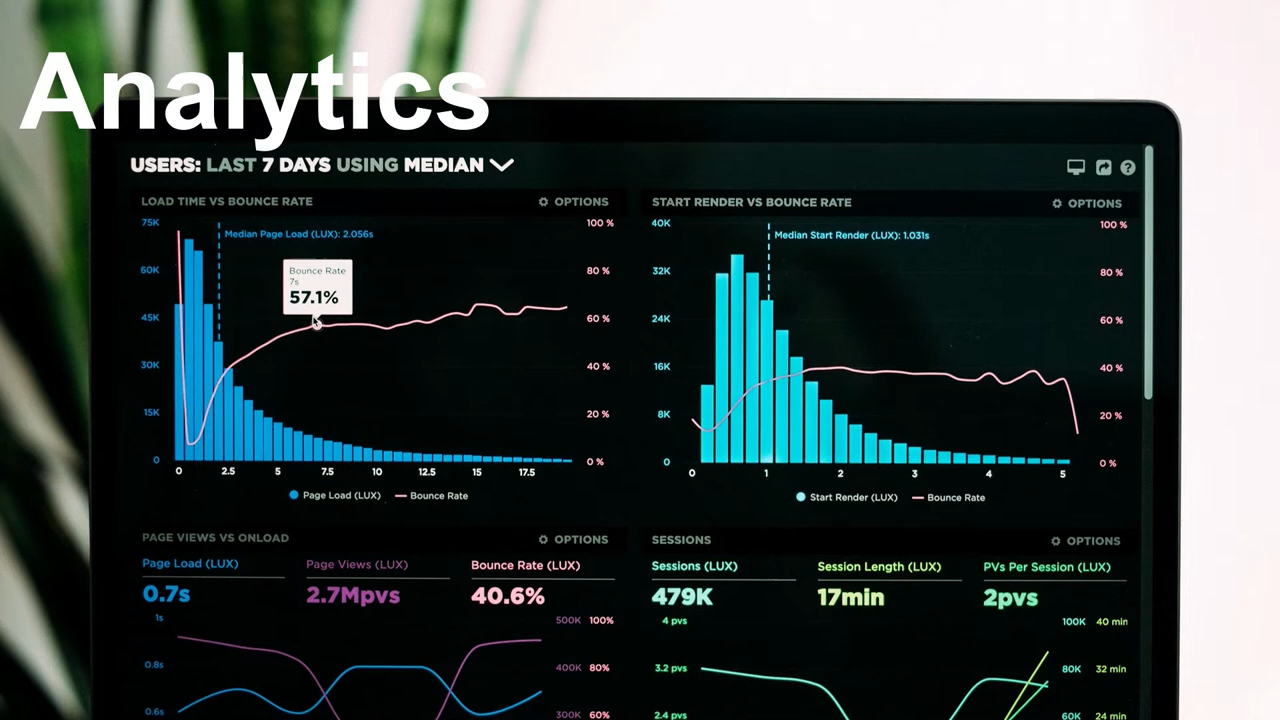 Analytics
USERS: LAST 7 DAYS USING MEDIAN
LOAD TIME VS BOUNCE RATE
OPTIONS
75K
60K
45K
30K
15K
0
Median Page Load (LUX): 2.056s
Bounce Rate
7s
57.1%
100 %
80 %
60 %
40 %
20 %
0 %
0 2.5 5 7.5 10 12.5 15 17.5
Page Load (LUX) Bounce Rate
START RENDER VS BOUNCE RATE
OPTIONS
40K
32K
24K
16K
8K
0
Median Start Render (LUX): 1.031s
100 %
80 %
60 %
40 %
20 %
0 %
0 1 2 3 4 5
Start Render (LUX) Bounce Rate
PAGE VIEWS VS ONLOAD
OPTIONS
Page Load (LUX) Page Views (LUX) Bounce Rate (LUX)
0.7s 2.7Mpvs 40.6%
1s 500K 100%
0.8s 400K 80%
0.6s 300K 60%
SESSIONS
OPTIONS
Sessions (LUX) Session Length (LUX) PVs Per Session (LUX)
479K 17min 2pvs
4 pvs 100K 40 min
3.2 pvs 80K 32 min
2.4 pvs 60K 24 min